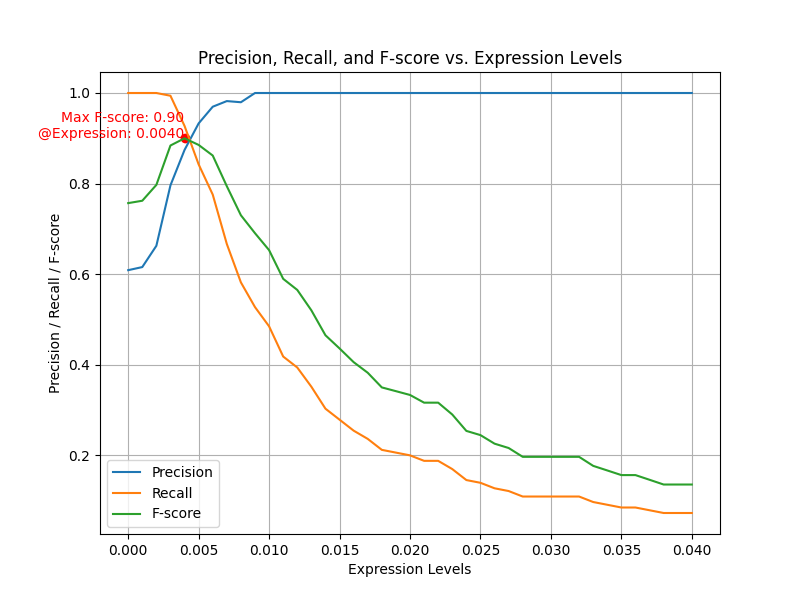 Precision, Recall, and F-score vs. Expression Levels
Precision / Recall / F-score
1.0
0.8
0.6
0.4
0.2
Max F-score: 0.90
@Expression: 0.0040
Precision
Recall
F-score
0.000 0.005 0.010 0.015 0.020 0.025 0.030 0.035 0.040
Expression Levels